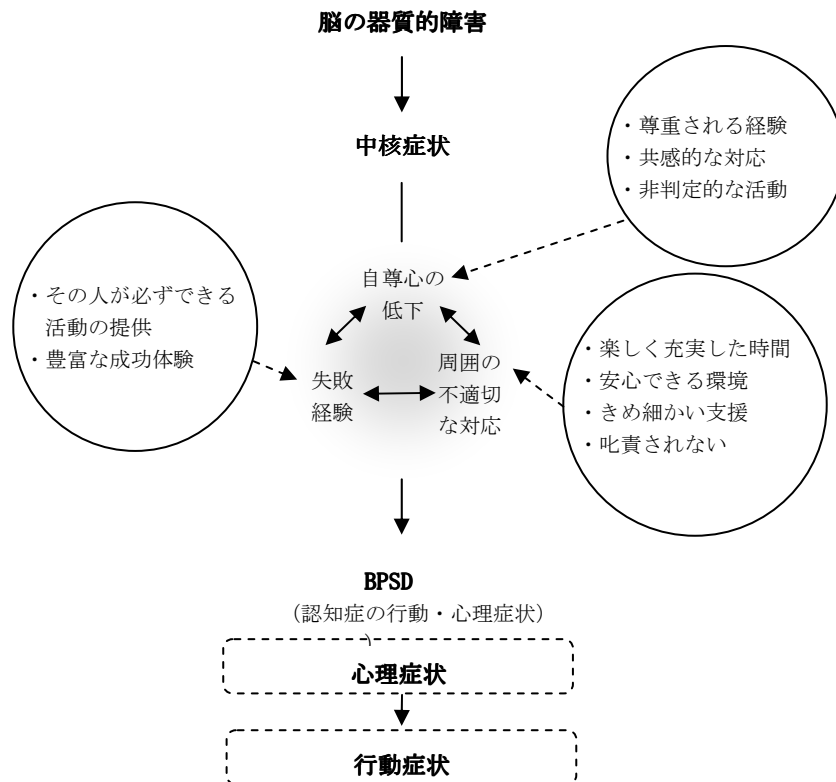 脳の器質的障害
中核症状
・尊重される経験
・共感的な対応
・非判定的な活動
自尊心の
低下
・その人が必ずできる
活動の提供
・豊富な成功体験
失敗
経験
周囲の
不適切
な対応
・楽しく充実した時間
・安心できる環境
・きめ細かい支援
・叱責されない
BPSD
(認知症の行動・心理症状)
心理症状
行動症状